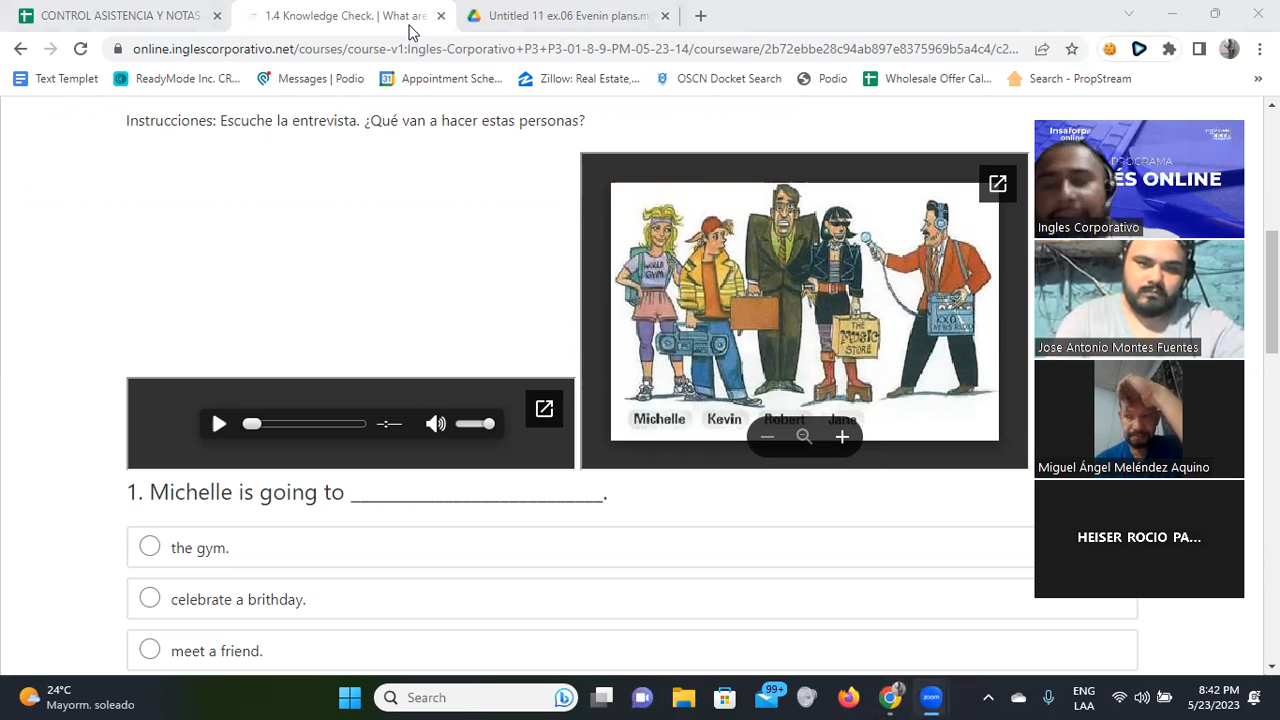 CONTROL ASISTENCIA Y NOTAS
1.4 Knowledge Check. | What are
Untitled 11 ex.06 Evenin plans.m
online.inglescorporativo.net/courses/course-v1:Ingles-Corporativo+P3+P3-01-8-9-PM-05-23-14/courseware/2b72ebbe28c94ab897e8375969b5a4c4/c2...
Text Templet
ReadyMode Inc. CR...
Messages | Podio
Appointment Sche...
Zillow: Real Estate,...
OSCN Docket Search
Podio
Wholesale Offer Cal...
Search - PropStream
Instrucciones: Escuche la entrevista. ¿Qué van a hacer estas personas?
WORLD GYM
THE MUSIC STORE
Michelle Kevin Robert Jane
Insaforp online
PROGRAMA
ÉS ONLINE
Ingles Corporativo
Jose Antonio Montes Fuentes
Miguel Ángel Meléndez Aquino
HEISER ROCIO PA...
1. Michelle is going to _________________________.
the gym.
celebrate a brithday.
meet a friend.
24°C
Mayorm. soleado
Search
99+
ENG
LAA
8:42 PM
5/23/2023